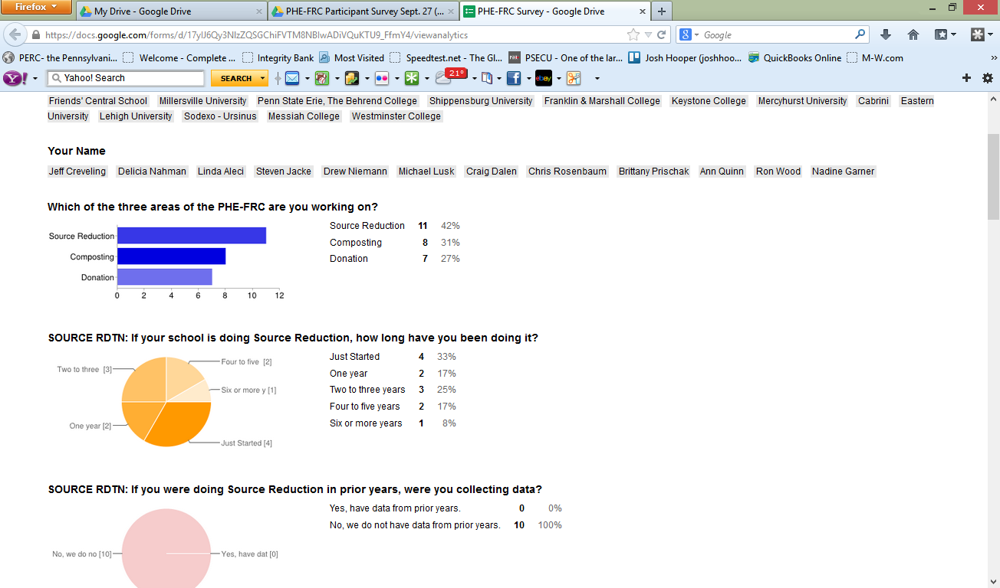 Firefox
My Drive - Google Drive
PHE-FRC Participant Survey Sept. 27 (...
PHE-FRC Survey - Google Drive
https://docs.google.com/forms/d/17ylJ6Qy3NlzZQSGChiFVTM8NBlwADiVQuKTU9_FfmY4/viewanalytics
Google
PERC- the Pennsylvani... Welcome - Complete ... Integrity Bank Most Visited Speedtest.net - The Gl... PSECU - One of the lar... Josh Hooper (joshhoo... QuickBooks Online M-W.com
Y! Yahoo! Search SEARCH 21° ebay
Friends' Central School Millersville University Penn State Erie, The Behrend College Shippensburg University Franklin & Marshall College Keystone College Mercyhurst University Cabrini Eastern
University Lehigh University Sodexo - Ursinus Messiah College Westminster College
Your Name
Jeff Creveling Delicia Nahman Linda Aleci Steven Jacke Drew Niemann Michael Lusk Craig Dalen Chris Rosenbaum Brittany Prischak Ann Quinn Ron Wood Nadine Garner
Which of the three areas of the PHE-FRC are you working on?
Source Reduction
Composting
Donation
0 2 4 6 8 10 12
Source Reduction 11 42%
Composting 8 31%
Donation 7 27%
SOURCE RDTN: If your school is doing Source Reduction, how long have you been doing it?
Two to three [3]
Four to five [2]
Six or more y [1]
One year [2]
Just Started [4]
Just Started 4 33%
One year 2 17%
Two to three years 3 25%
Four to five years 2 17%
Six or more years 1 8%
SOURCE RDTN: If you were doing Source Reduction in prior years, were you collecting data?
No, we do no [10]
Yes, have dat [0]
Yes, have data from prior years. 0 0%
No, we do not have data from prior years. 10 100%